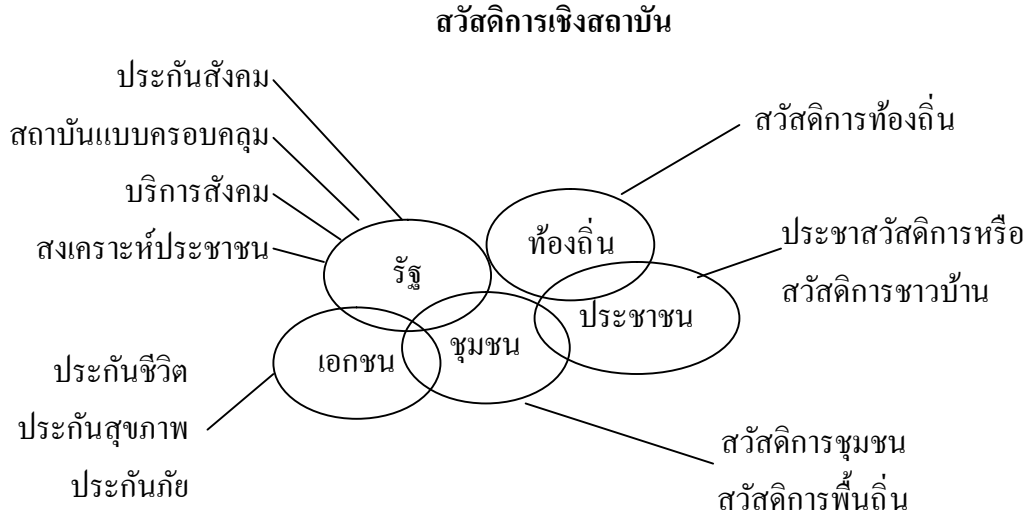 สวัสดิการเชิงสถาบัน
ประกันสังคม
สถาบันแบบครอบคลุม
บริการสังคม
สงเคราะห์ประชาชน
สวัสดิการท้องถิ่น
ท้องถิ่น
รัฐ
ประชาสวัสดิการหรือ
สวัสดิการชาวบ้าน
ประชาชน
ชุมชน
เอกชน
ประกันชีวิต
ประกันสุขภาพ
ประกันภัย
สวัสดิการชุมชน
สวัสดิการพื้นถิ่น